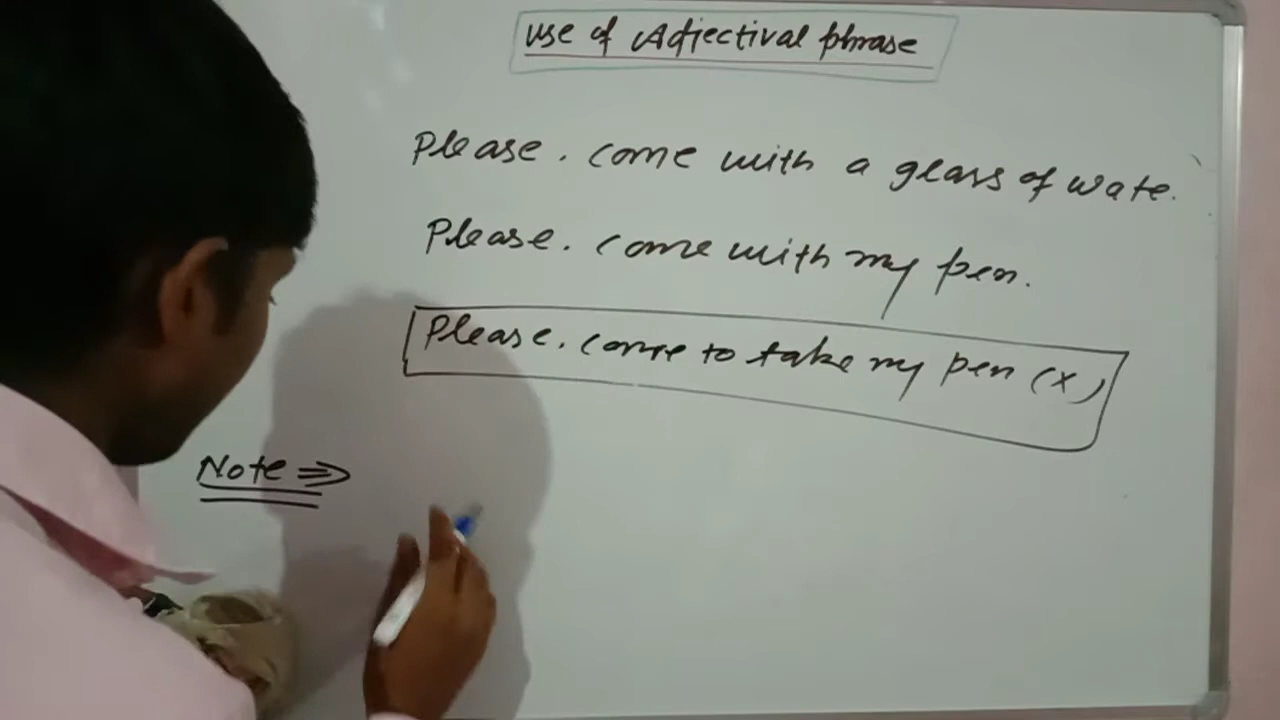 use of Adjectival phrase
Please. come with a glass of wate.
Please. come with my pen.
Please. come to take my pen (x)
Note ⇒